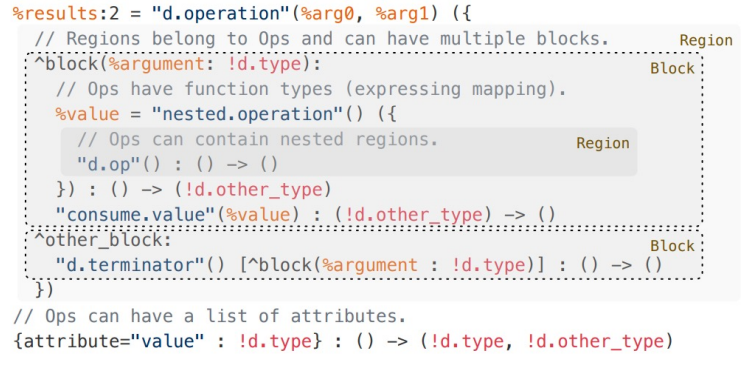 %results:2 = "d.operation"(%arg0, %arg1) ({
// Regions belong to Ops and can have multiple blocks. Region
^block(%argument: !d.type): Block
// Ops have function types (expressing mapping).
%value = "nested.operation"() ({
// Ops can contain nested regions. Region
"d.op"() : () -> ()
}) : () -> (!d.other_type)
"consume.value"(%value) : (!d.other_type) -> ()
^other_block: Block
"d.terminator"() [^block(%argument : !d.type)] : () -> ()
})
// Ops can have a list of attributes.
{attribute="value" : !d.type} : () -> (!d.type, !d.other_type)